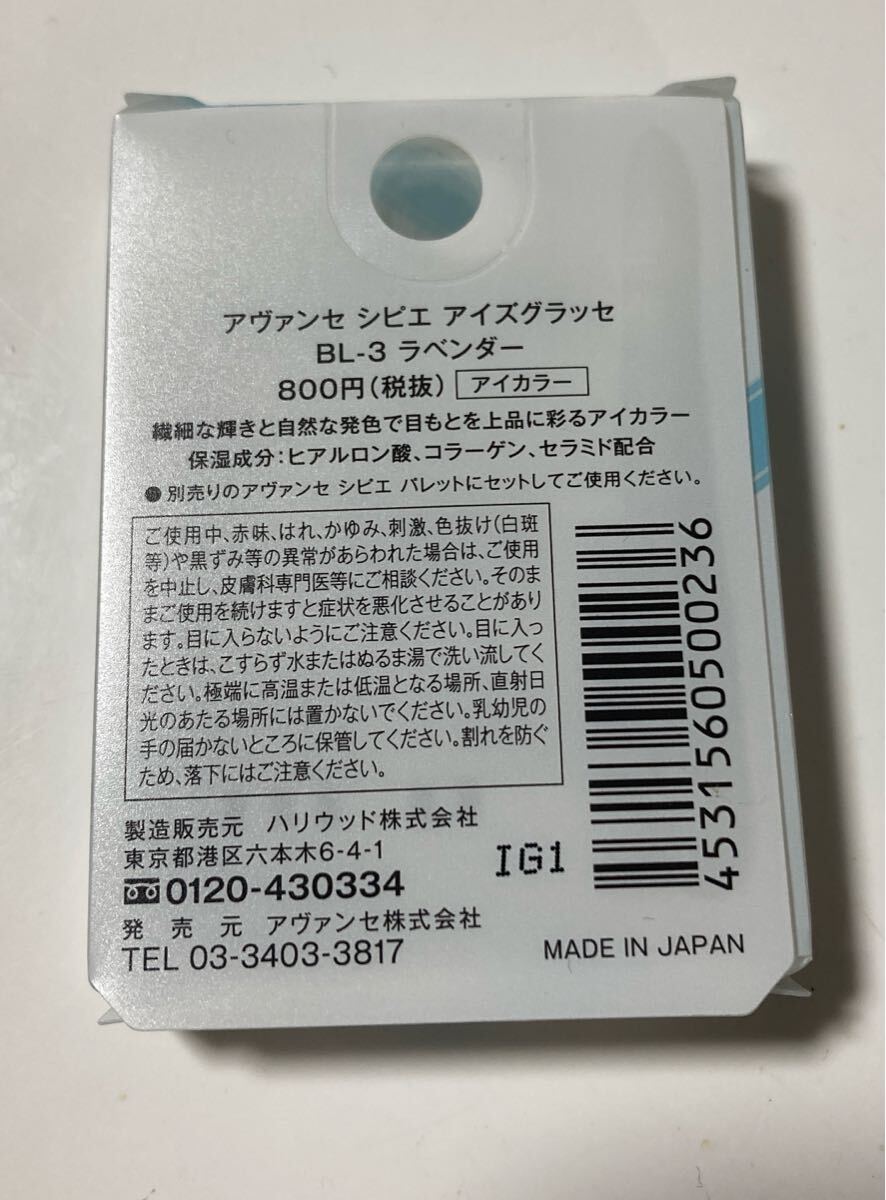 アヴァンセ シピエ アイズグラッセ
BL-3 ラベンダー
800円(税抜) アイカラー
繊細な輝きと自然な発色で目もとを上品に彩るアイカラー
保湿成分:ヒアルロン酸、コラーゲン、セラミド配合
●別売りのアヴァンセ シピエ パレットにセットしてご使用ください。
ご使用中、赤味、はれ、かゆみ、刺激、色抜け(白斑
等)や黒ずみ等の異常があらわれた場合は、ご使用
を中止し、皮膚科専門医等にご相談ください。そのま
まご使用を続けますと症状を悪化させることがあり
ます。目に入らないようにご注意ください。目に入っ
たときは、こすらず水またはぬるま湯で洗い流してく
ださい。極端に高温または低温となる場所、直射日
光のあたる場所には置かないでください。乳幼児の
手の届かないところに保管してください。割れを防ぐ
ため、落下にはご注意ください。
4531560500236
製造販売元 ハリウッド株式会社
東京都港区六本木6-4-1
0120-430334
IG1
発売元 アヴァンセ株式会社
TEL 03-3403-3817
MADE IN JAPAN